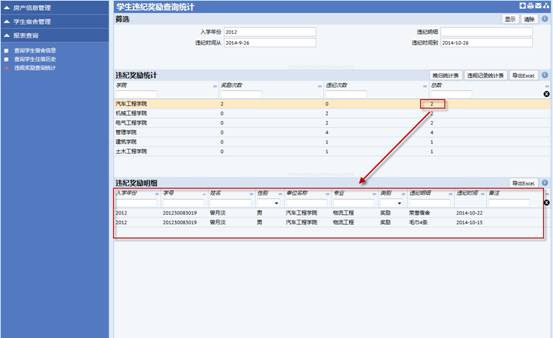 房产信息管理
学生宿舍管理
报表查询
查询学生宿舍信息
查询学生住宿历史
违规奖励查询统计
学生违纪奖励查询统计
筛选 显示 清除
入学年份 2012 违纪明细
违纪时间从 2014-9-26 违纪时间到 2014-10-26
违纪奖励统计 晚归统计表 违规记录统计表 导出Excel
学院 奖励次数 违纪次数 总数
汽车工程学院 2 0 2
机械工程学院 0 2 2
电气工程学院 0 2 2
管理学院 0 4 4
建筑学院 0 1 1
土木工程学院 0 1 1
违纪奖励明细 导出Excel
入学年份 学号 姓名 性别 单位名称 专业 类别 违纪明细 违纪时间 备注
2012 201230083019 曾月汝 男 汽车工程学院 物流工程 奖励 荣誉宿舍 2014-10-22
2012 201230083019 曾月汝 男 汽车工程学院 物流工程 奖励 毛巾4条 2014-10-15